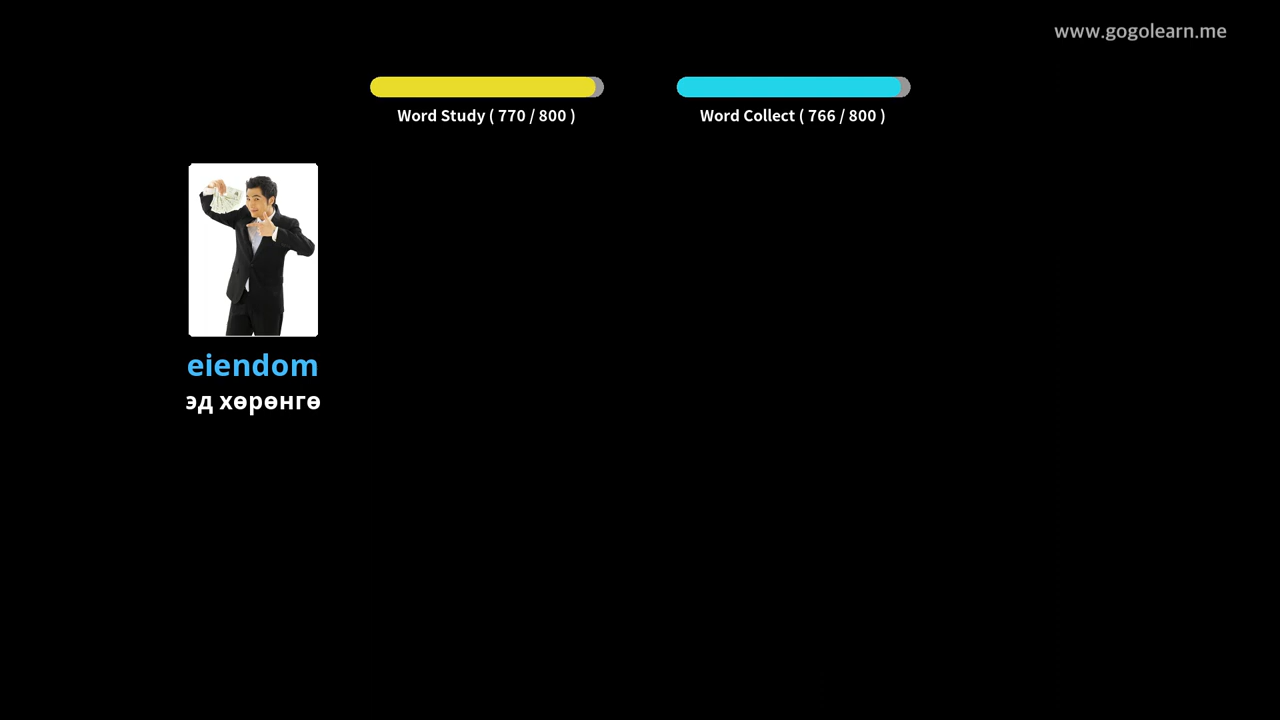 www.gogolearn.me
Word Study ( 770 / 800 )
Word Collect ( 766 / 800 )
eiendom
эд хөрөнгө